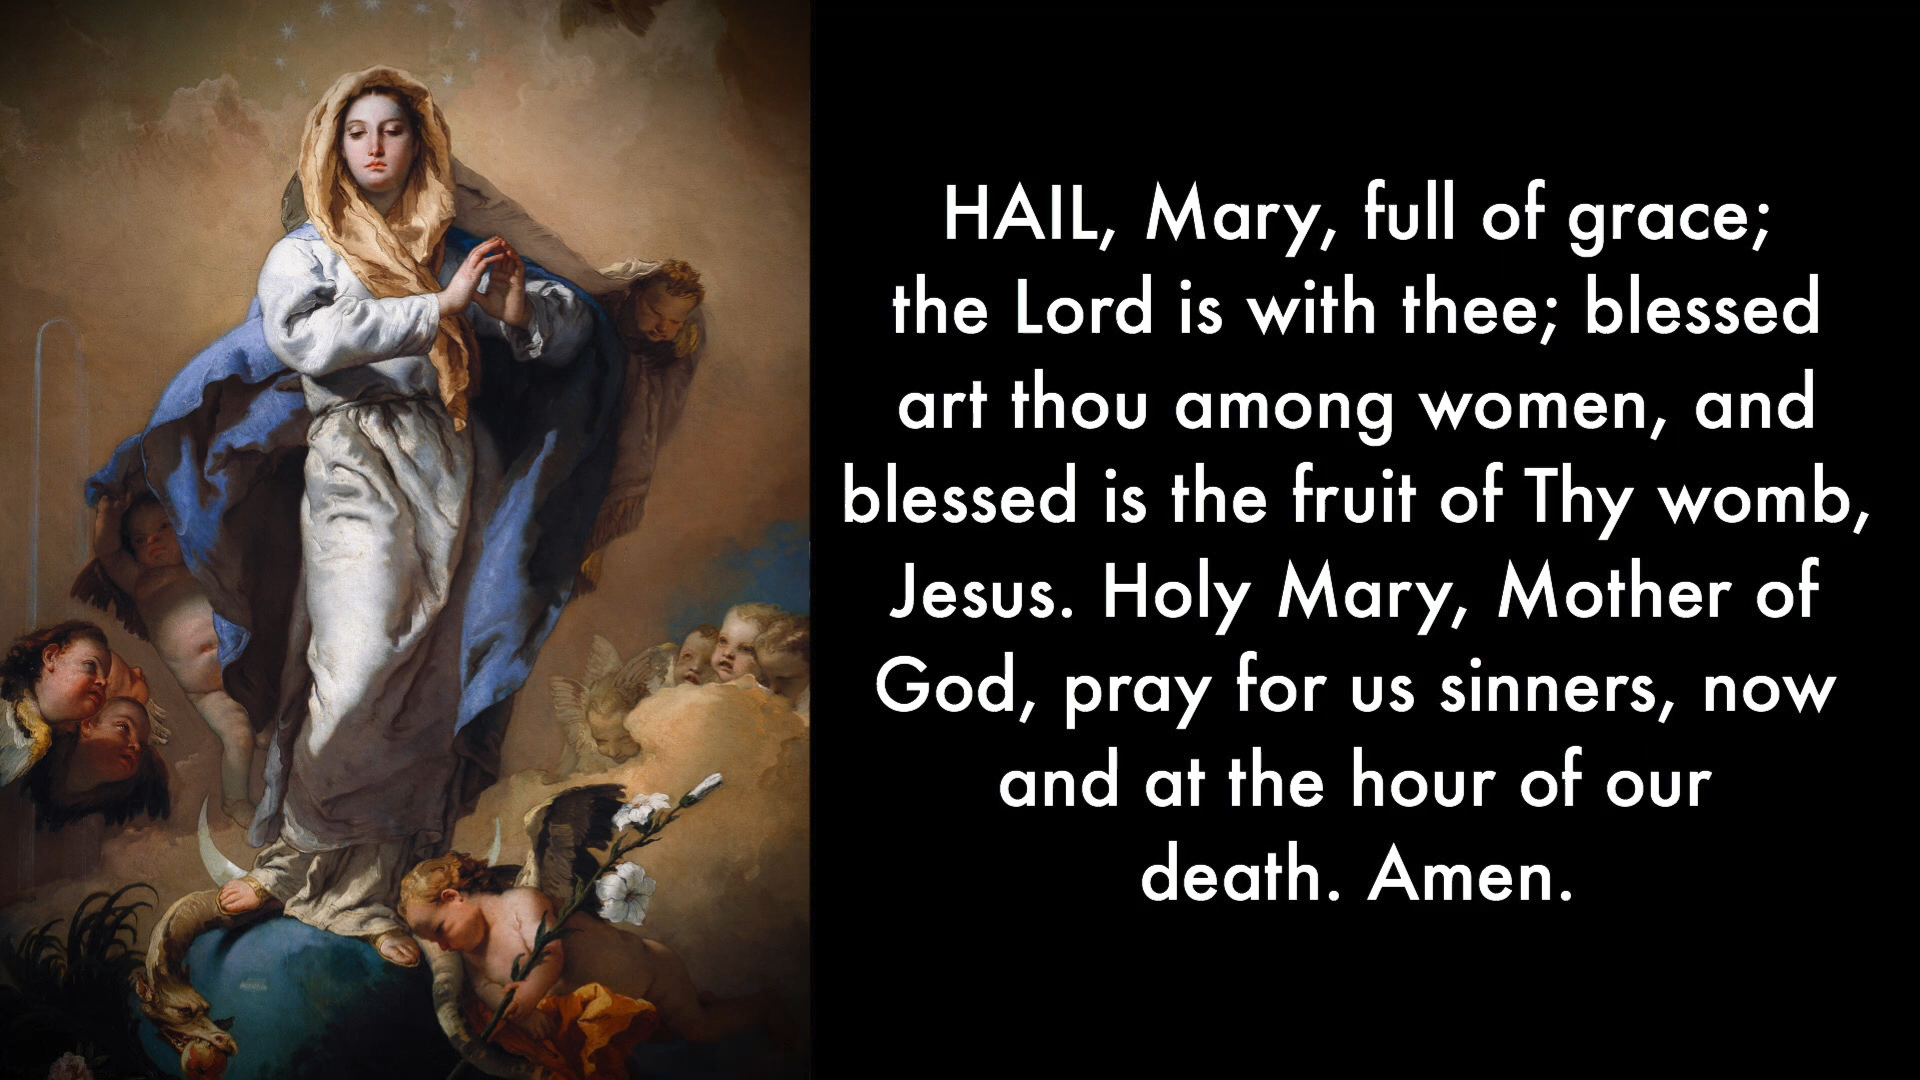 HAIL, Mary, full of grace;
the Lord is with thee; blessed
art thou among women, and
blessed is the fruit of Thy womb,
Jesus. Holy Mary, Mother of
God, pray for us sinners, now
and at the hour of our
death. Amen.